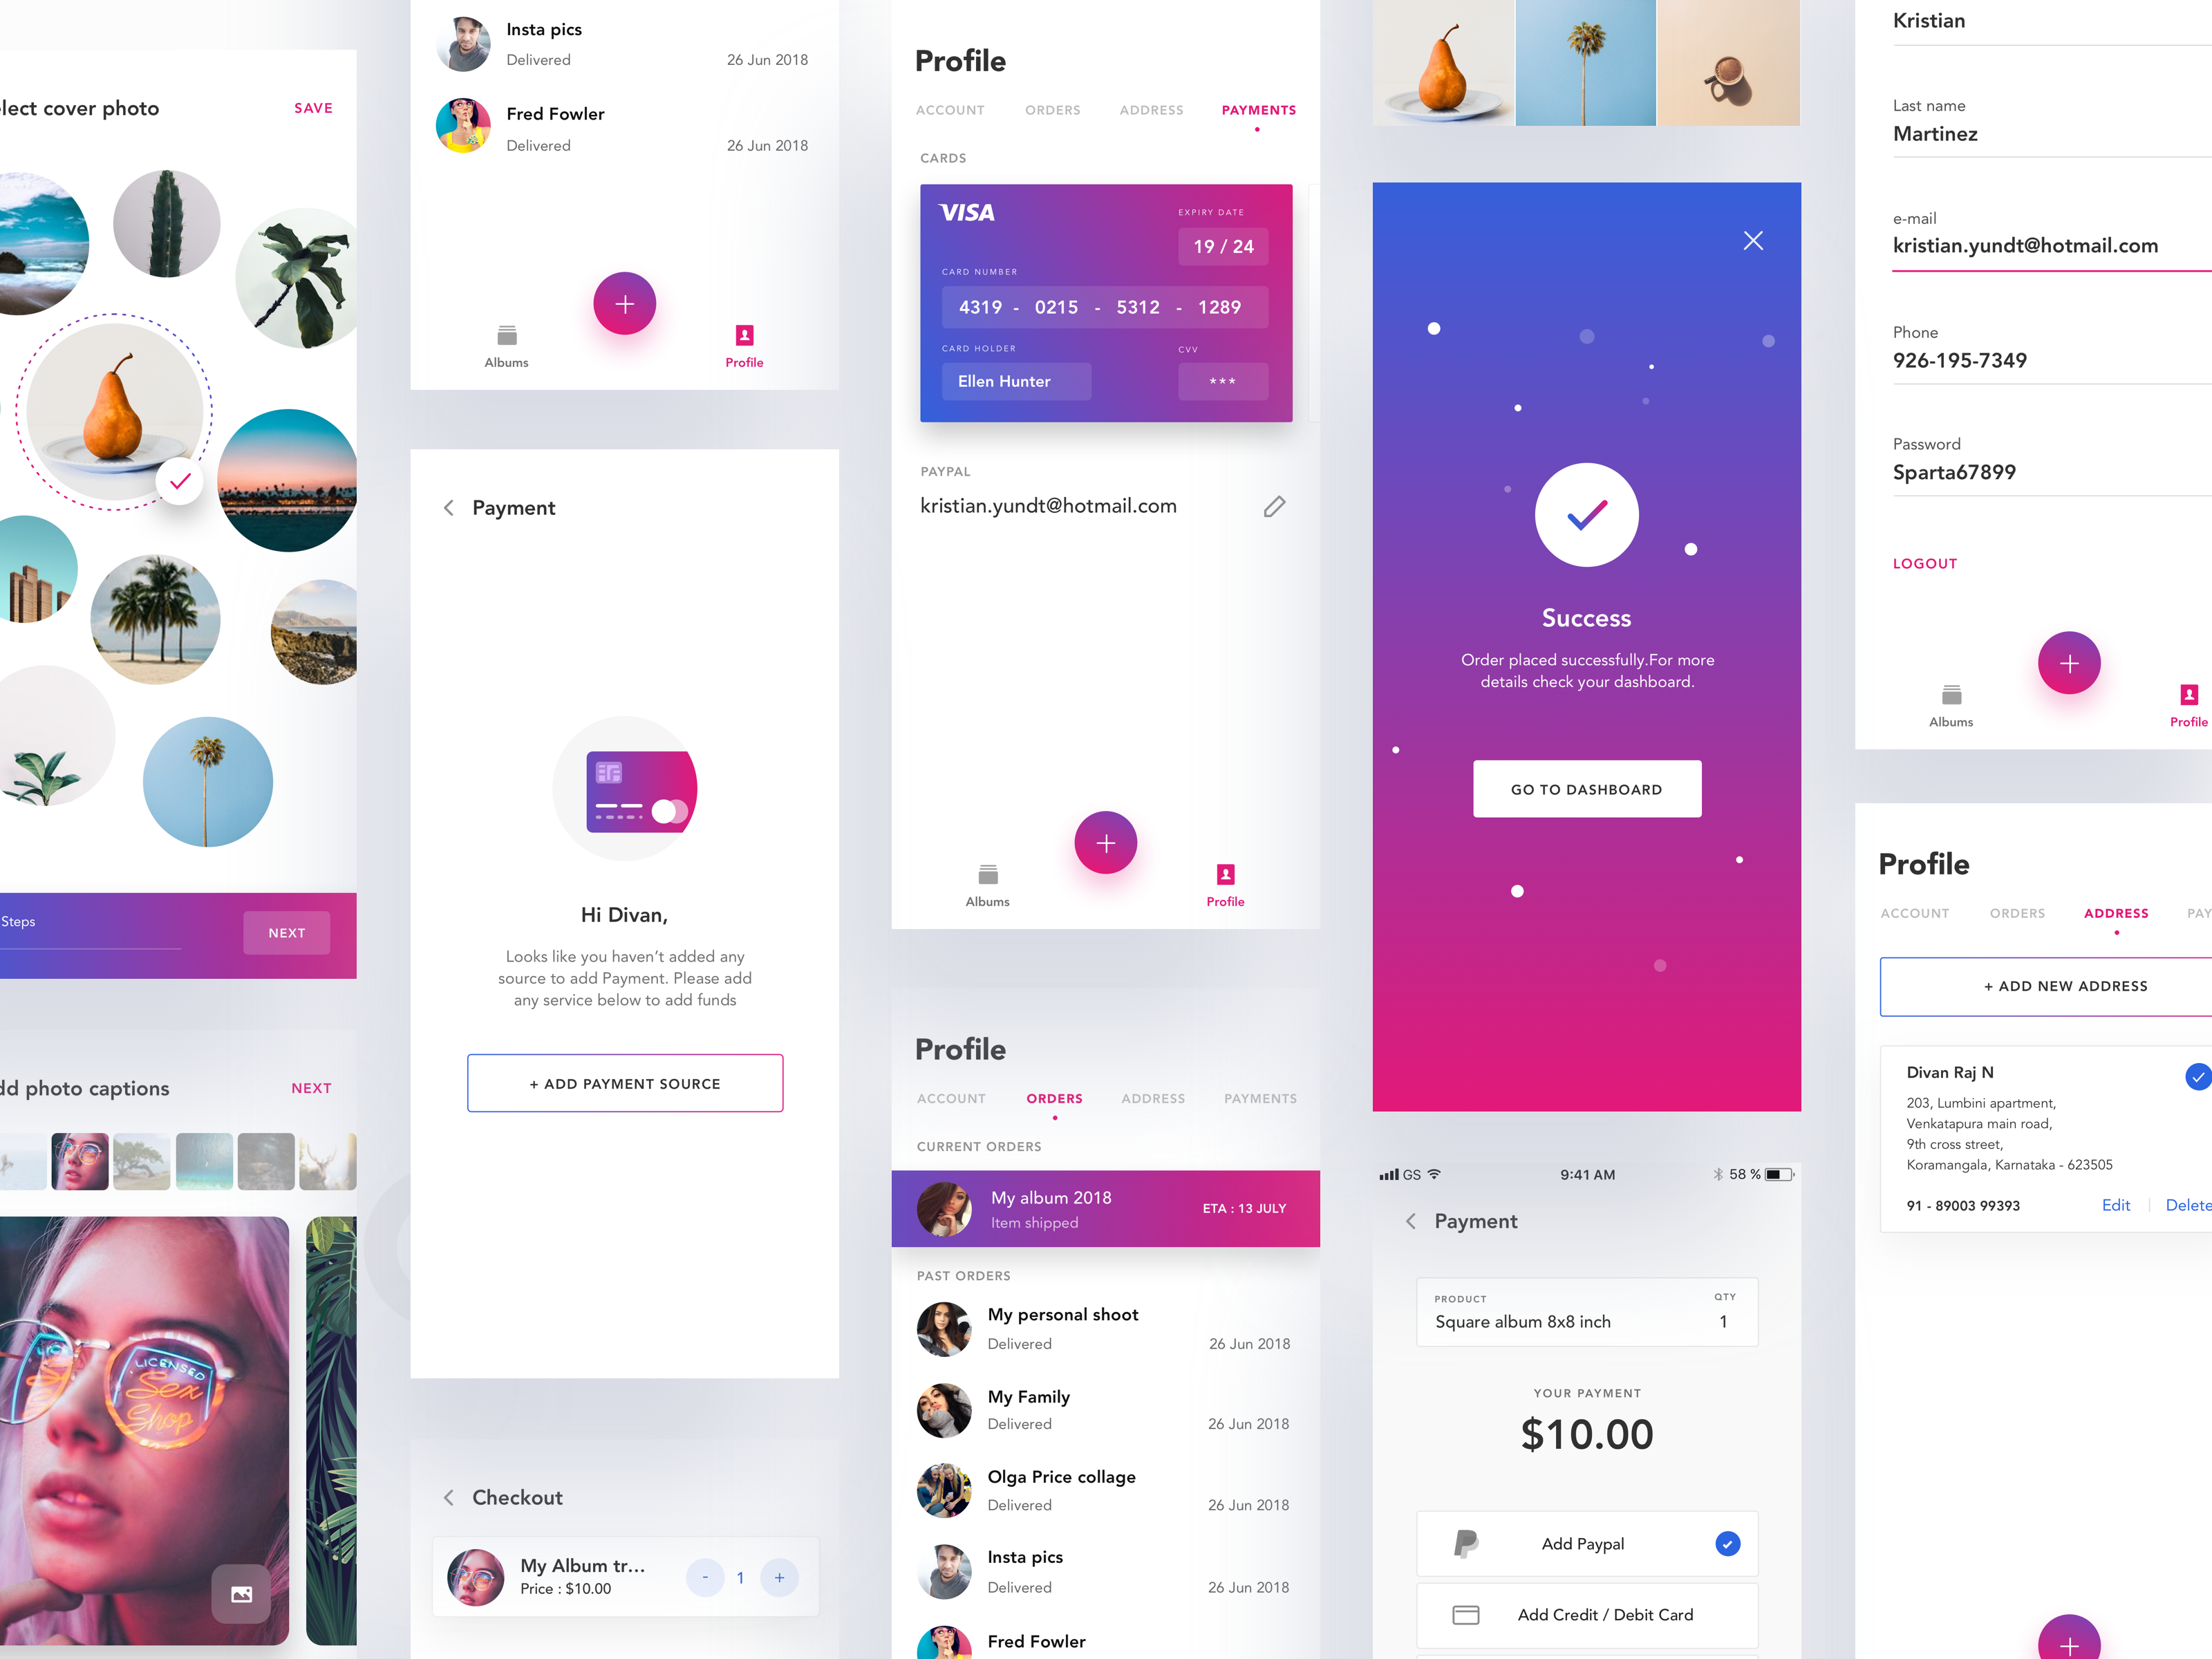 lect cover photo
SAVE
Steps
NEXT
dd photo captions
NEXT
LICENSED
Sex
Shop
Insta pics
Delivered
26 Jun 2018
Fred Fowler
Delivered
26 Jun 2018
Albums
Profile
Payment
Hi Divan,
Looks like you haven’t added any
source to add Payment. Please add
any service below to add funds
+ ADD PAYMENT SOURCE
Checkout
My Album tr...
Price : $10.00
- 1 +
Profile
ACCOUNT ORDERS ADDRESS PAYMENTS
CARDS
VISA
EXPIRY DATE
19 / 24
CARD NUMBER
4319 - 0215 - 5312 - 1289
CARD HOLDER
Ellen Hunter
CVV
***
PAYPAL
kristian.yundt@hotmail.com
Albums
Profile
Profile
ACCOUNT ORDERS ADDRESS PAYMENTS
CURRENT ORDERS
My album 2018
Item shipped
ETA : 13 JULY
PAST ORDERS
My personal shoot
Delivered
26 Jun 2018
My Family
Delivered
26 Jun 2018
Olga Price collage
Delivered
26 Jun 2018
Insta pics
Delivered
26 Jun 2018
Fred Fowler
Success
Order placed successfully.For more
details check your dashboard.
GO TO DASHBOARD
GS 9:41 AM 58 %
Payment
PRODUCT
Square album 8x8 inch
QTY
1
YOUR PAYMENT
$10.00
Add Paypal
Add Credit / Debit Card
Kristian
Last name
Martinez
e-mail
kristian.yundt@hotmail.com
Phone
926-195-7349
Password
Sparta67899
LOGOUT
Albums
Profile
Profile
ACCOUNT ORDERS ADDRESS PAY
+ ADD NEW ADDRESS
Divan Raj N
203, Lumbini apartment,
Venkatapura main road,
9th cross street,
Koramangala, Karnataka - 623505
91 - 89003 99393
Edit
Delete